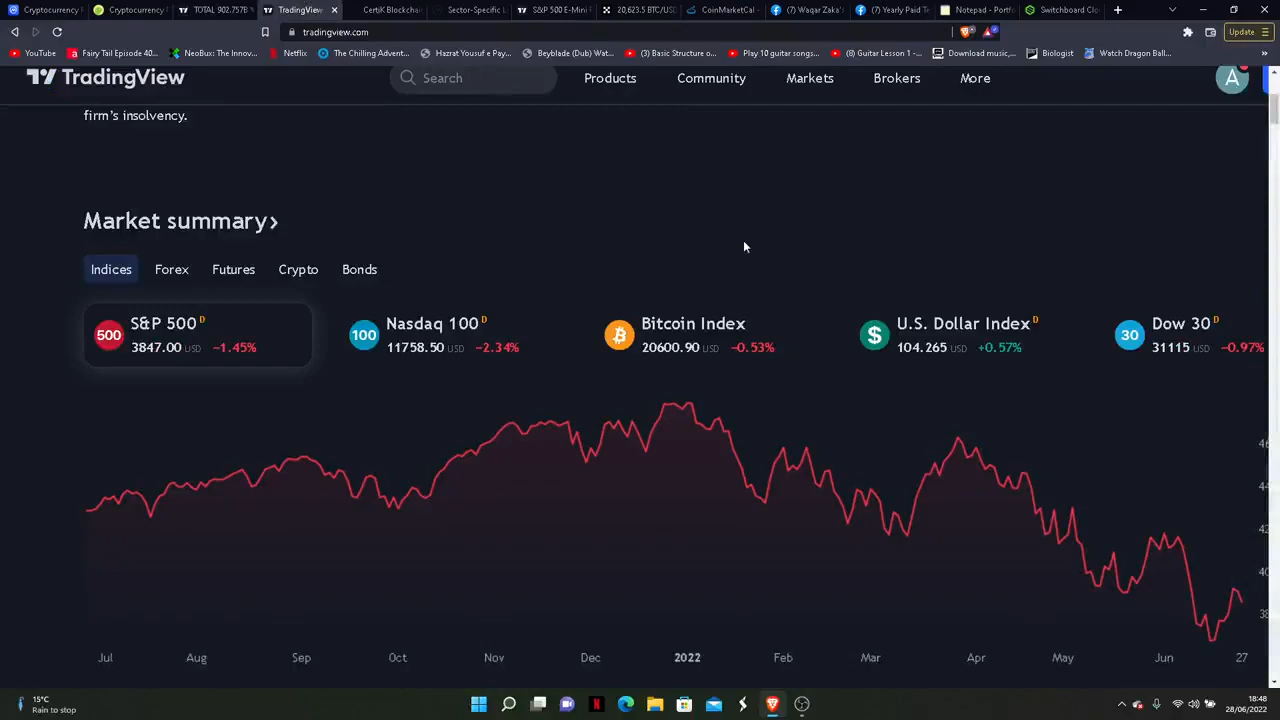 Cryptocurrency
Cryptocurrency
TOTAL 902.757B
TradingView
CertiK Blockchai
Sector-Specific L
S&P 500 E-Mini F
20,623.5 BTC/USD
CoinMarketCal -
(7) Waqar Zaka's
(7) Yearly Paid Te
Notepad - Portfo
Switchboard Clo
tradingview.com
Update
YouTube
Fairy Tail Episode 40...
NeoBux: The Innov...
Netflix
The Chilling Advent...
Hazrat Yousuf e Pay...
Beyblade (Dub) Wat...
(3) Basic Structure o...
Play 10 guitar songs...
(8) Guitar Lesson 1 -...
Download music,...
Biologist
Watch Dragon Ball...
TradingView
Search
Products
Community
Markets
Brokers
More
A
firm's insolvency.
Market summary›
Indices
Forex
Futures
Crypto
Bonds
500
S&P 500 D
3847.00 USD −1.45%
100
Nasdaq 100 D
11758.50 USD −2.34%
Bitcoin Index
20600.90 USD −0.53%
$
U.S. Dollar Index D
104.265 USD +0.57%
30
Dow 30 D
31115 USD −0.97%
Jul
Aug
Sep
Oct
Nov
Dec
2022
Feb
Mar
Apr
May
Jun
27
15°C
Rain to stop
18:48
28/06/2022